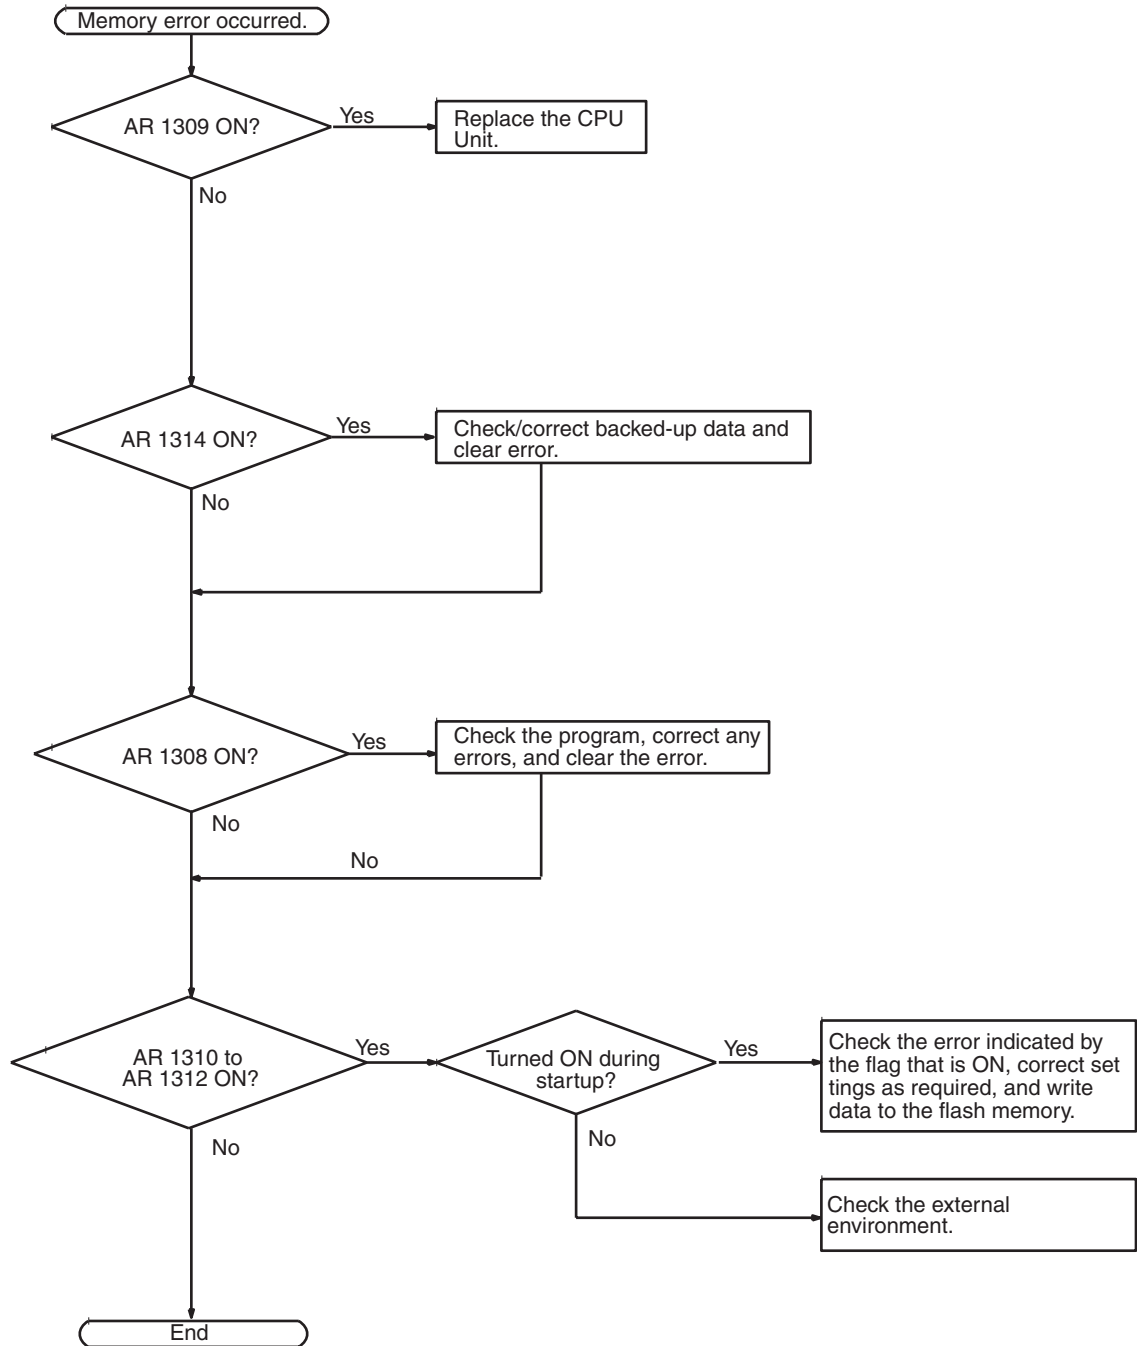 Memory error occurred.
AR 1309 ON?
Yes
Replace the CPU
Unit.
No
AR 1314 ON?
Yes
Check/correct backed-up data and
clear error.
No
AR 1308 ON?
Yes
Check the program, correct any
errors, and clear the error.
No
No
AR 1310 to
AR 1312 ON?
Yes
Turned ON during
startup?
Yes
Check the error indicated by
the flag that is ON, correct set
tings as required, and write
data to the flash memory.
No
No
Check the external
environment.
End